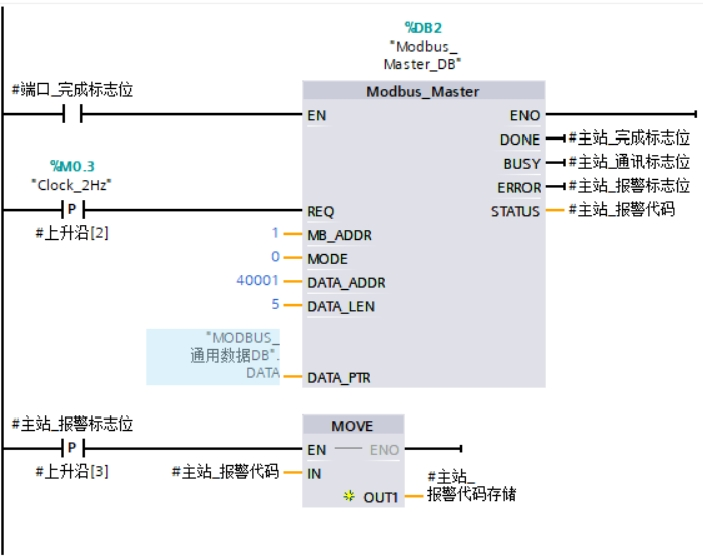 %DB2
"Modbus_
Master_DB"
#端口_完成标志位
Modbus_Master
EN
ENO
DONE
#主站_完成标志位
%M0.3
BUSY
#主站_通讯标志位
"Clock_2Hz"
ERROR
#主站_报警标志位
P
REQ
STATUS
#主站_报警代码
#上升沿[2]
1
MB_ADDR
0
MODE
40001
DATA_ADDR
5
DATA_LEN
"MODBUS_
通用数据DB".
DATA
DATA_PTR
#主站_报警标志位
MOVE
P
EN
ENO
#上升沿[3]
#主站_报警代码
IN
#主站_
OUT1
报警代码存储